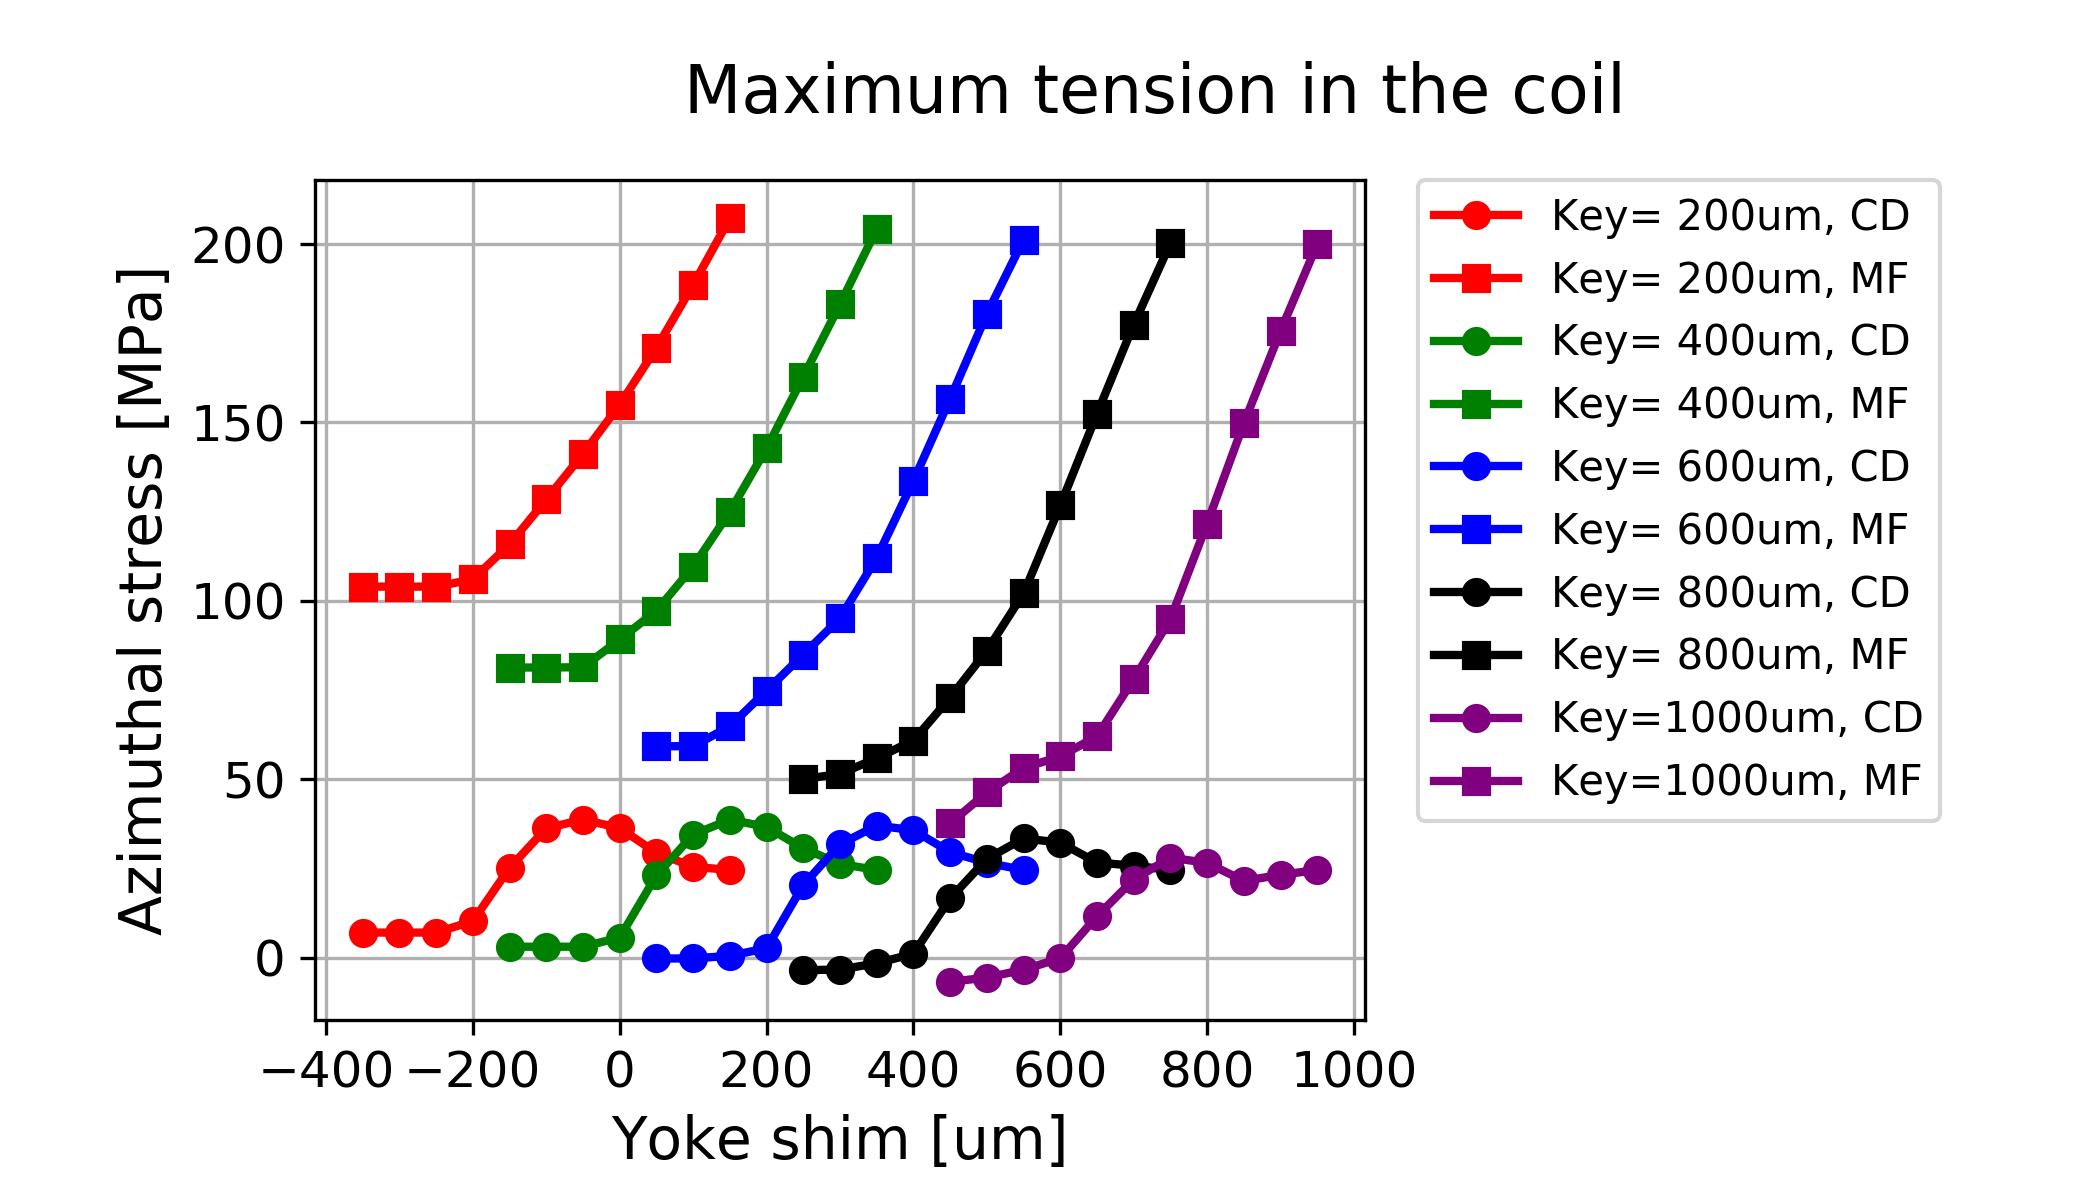 Maximum tension in the coil
Azimuthal stress [MPa]
200
150
100
50
0
−400 −200 0 200 400 600 800 1000
Yoke shim [um]
Key= 200um, CD
Key= 200um, MF
Key= 400um, CD
Key= 400um, MF
Key= 600um, CD
Key= 600um, MF
Key= 800um, CD
Key= 800um, MF
Key=1000um, CD
Key=1000um, MF